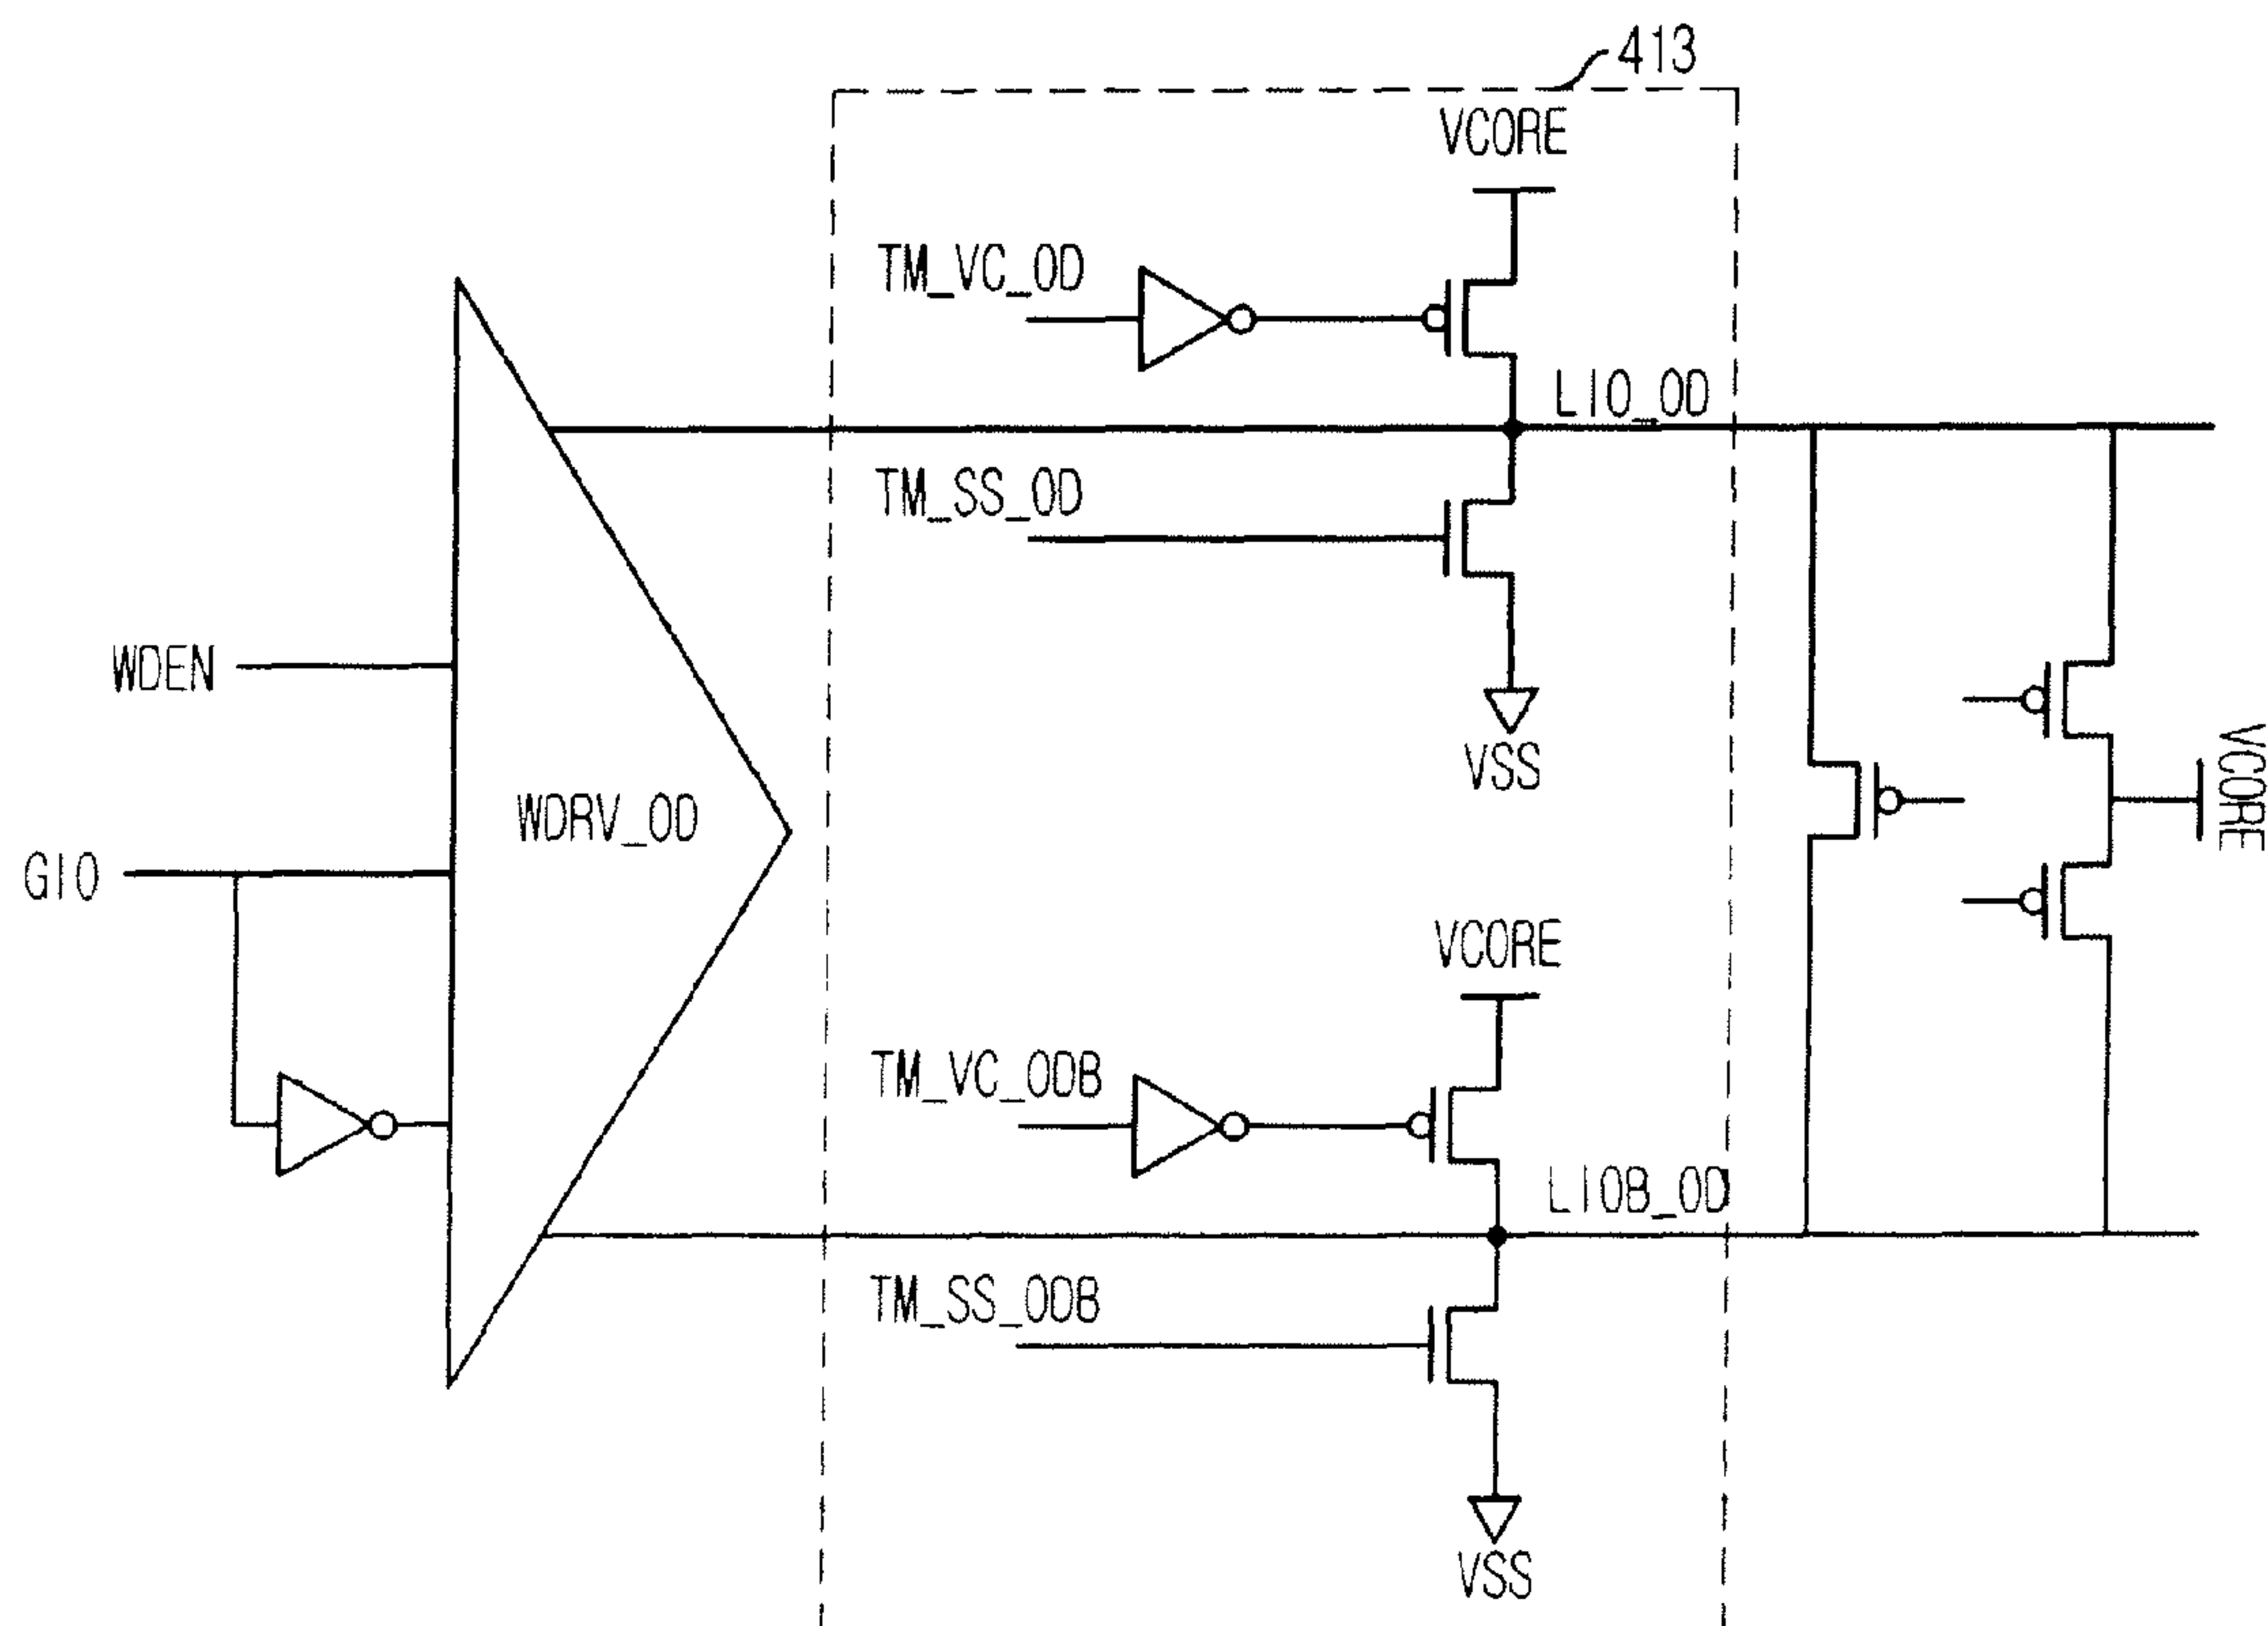 413
VCORE
TM_VC_OD
LIO_OD
TM_SS_OD
WDEN
VSS
VCORE
WDRV_OD
GIO
VCORE
TM_VC_ODB
LIOB_OD
TM_SS_ODB
VSS